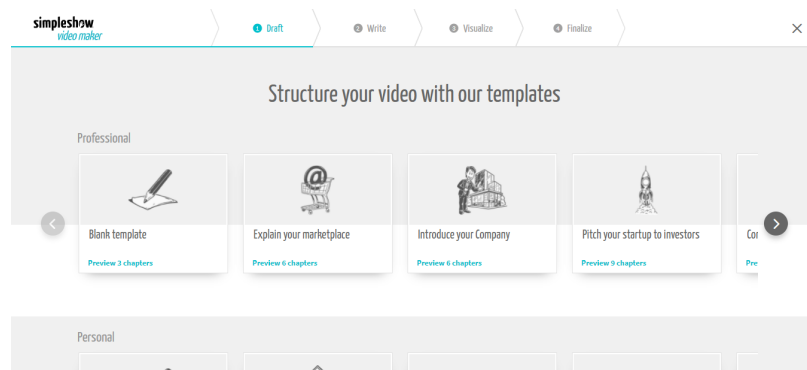 simpleshow
video maker
1 Draft
2 Write
3 Visualize
4 Finalize
Structure your video with our templates
Professional
Blank template
Preview 3 chapters
@
Explain your marketplace
Preview 6 chapters
Introduce your Company
Preview 6 chapters
Pitch your startup to investors
Preview 9 chapters
Personal